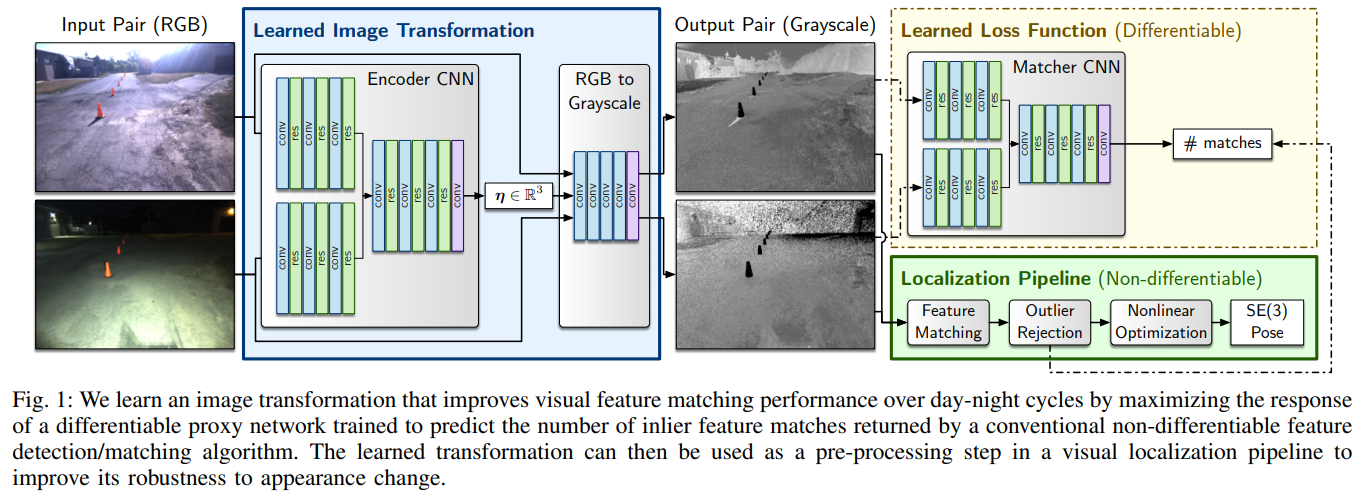 Input Pair (RGB)
Learned Image Transformation
Encoder CNN
conv
res
conv
res
conv
res
conv
res
conv
res
conv
res
conv
res
conv
res
conv
res
conv
η ∈ ℝ³
RGB to
Grayscale
conv
conv
conv
conv
conv
Output Pair (Grayscale)
Learned Loss Function (Differentiable)
Matcher CNN
conv
res
conv
res
conv
res
conv
res
conv
res
conv
res
conv
res
conv
res
conv
res
conv
# matches
Localization Pipeline (Non-differentiable)
Feature
Matching
Outlier
Rejection
Nonlinear
Optimization
SE(3)
Pose
Fig. 1: We learn an image transformation that improves visual feature matching performance over day-night cycles by maximizing the response
of a differentiable proxy network trained to predict the number of inlier feature matches returned by a conventional non-differentiable feature
detection/matching algorithm. The learned transformation can then be used as a pre-processing step in a visual localization pipeline to
improve its robustness to appearance change.